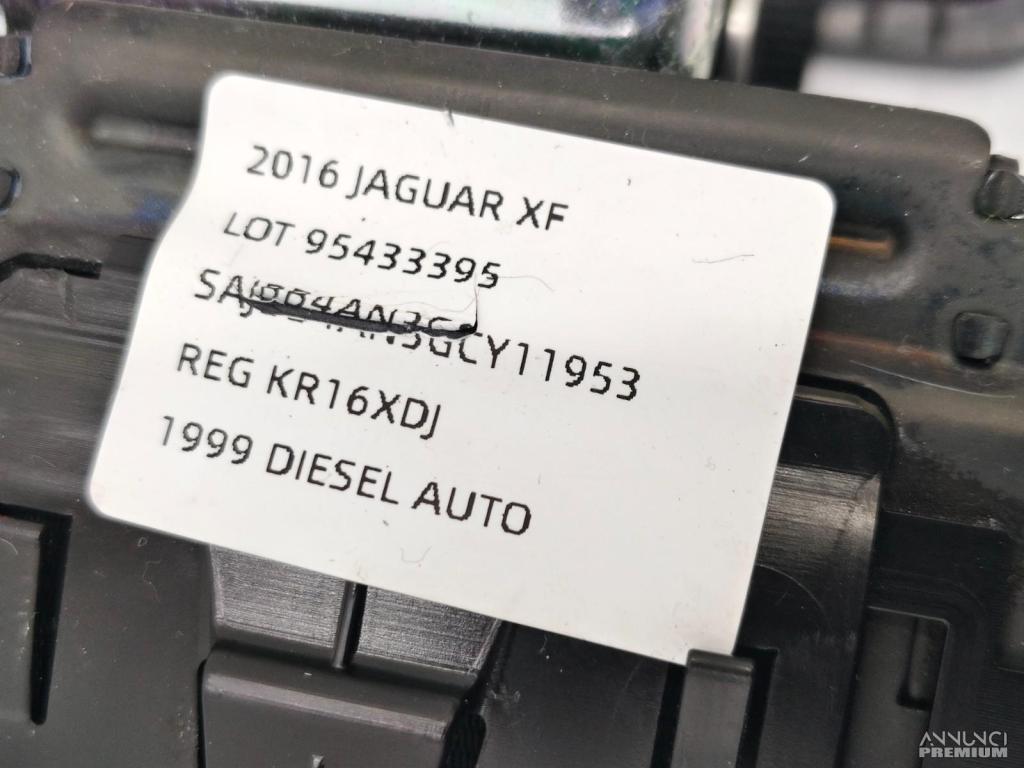 2016 JAGUAR XF
LOT 95433395
REG KR16XDJ
1999 DIESEL AUTO
ANNUNCI
PREMIUM